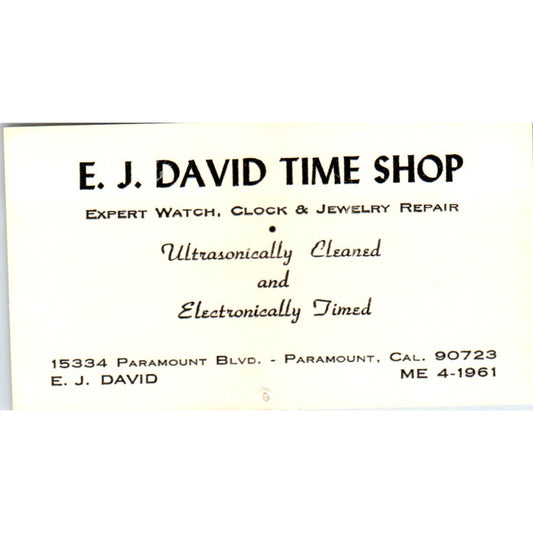 E. J. DAVID TIME SHOP
EXPERT WATCH, CLOCK & JEWELRY REPAIR
•
Ultrasonically Cleaned
and
Electronically Timed
15334 PARAMOUNT BLVD. - PARAMOUNT, CAL. 90723
E. J. DAVID ME 4-1961